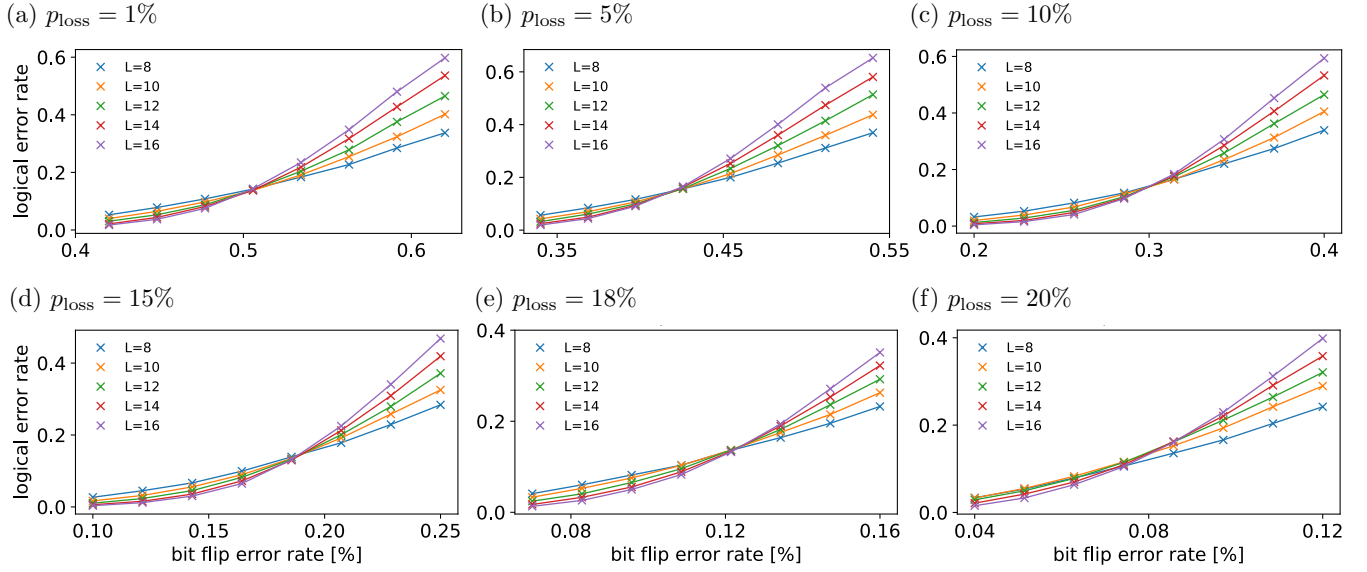 (a) p_loss = 1%
(b) p_loss = 5%
(c) p_loss = 10%
logical error rate
0.6
0.4
0.2
0.0
L=8
L=10
L=12
L=14
L=16
0.4
0.5
0.6
0.6
0.4
0.2
0.0
L=8
L=10
L=12
L=14
L=16
0.35
0.45
0.55
0.6
0.4
0.2
0.0
L=8
L=10
L=12
L=14
L=16
0.2
0.3
0.4
(d) p_loss = 15%
(e) p_loss = 18%
(f) p_loss = 20%
logical error rate
0.4
0.2
0.0
L=8
L=10
L=12
L=14
L=16
0.10
0.15
0.20
0.25
bit flip error rate [%]
0.4
0.2
0.0
L=8
L=10
L=12
L=14
L=16
0.08
0.12
0.16
bit flip error rate [%]
0.4
0.2
0.0
L=8
L=10
L=12
L=14
L=16
0.04
0.08
0.12
bit flip error rate [%]